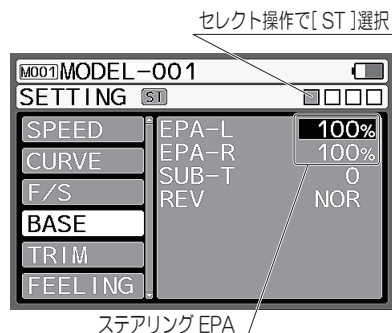 セレクト操作で[ ST ]選択
M001 MODEL-001
SETTING ST
SPEED
CURVE
F/S
BASE
TRIM
FEELING
EPA-L 100%
EPA-R 100%
SUB-T 0
REV NOR
ステアリング EPA